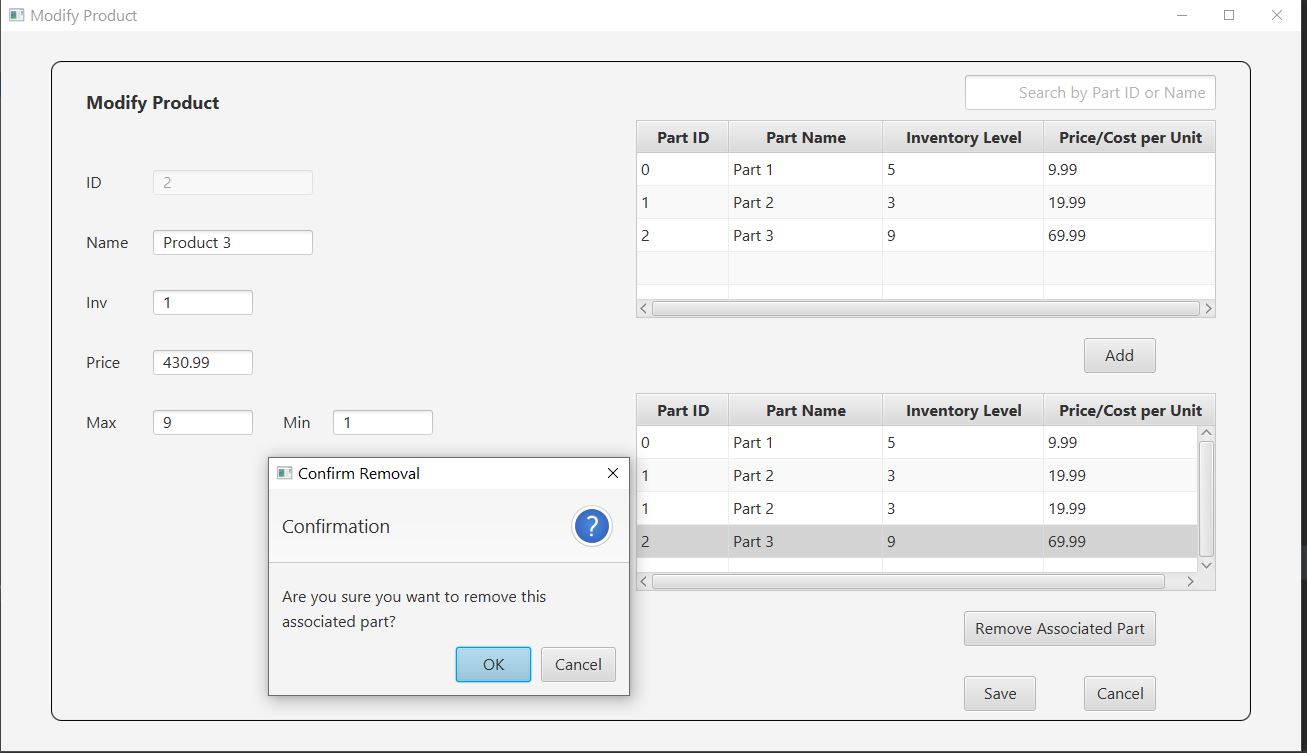 Modify Product
Modify Product
Search by Part ID or Name
ID 2
Name Product 3
Inv 1
Price 430.99
Max 9 Min 1
Part ID Part Name Inventory Level Price/Cost per Unit
0 Part 1 5 9.99
1 Part 2 3 19.99
2 Part 3 9 69.99
Add
Part ID Part Name Inventory Level Price/Cost per Unit
0 Part 1 5 9.99
1 Part 2 3 19.99
1 Part 2 3 19.99
2 Part 3 9 69.99
Remove Associated Part
Save Cancel
Confirm Removal
Confirmation
?
Are you sure you want to remove this
associated part?
OK Cancel